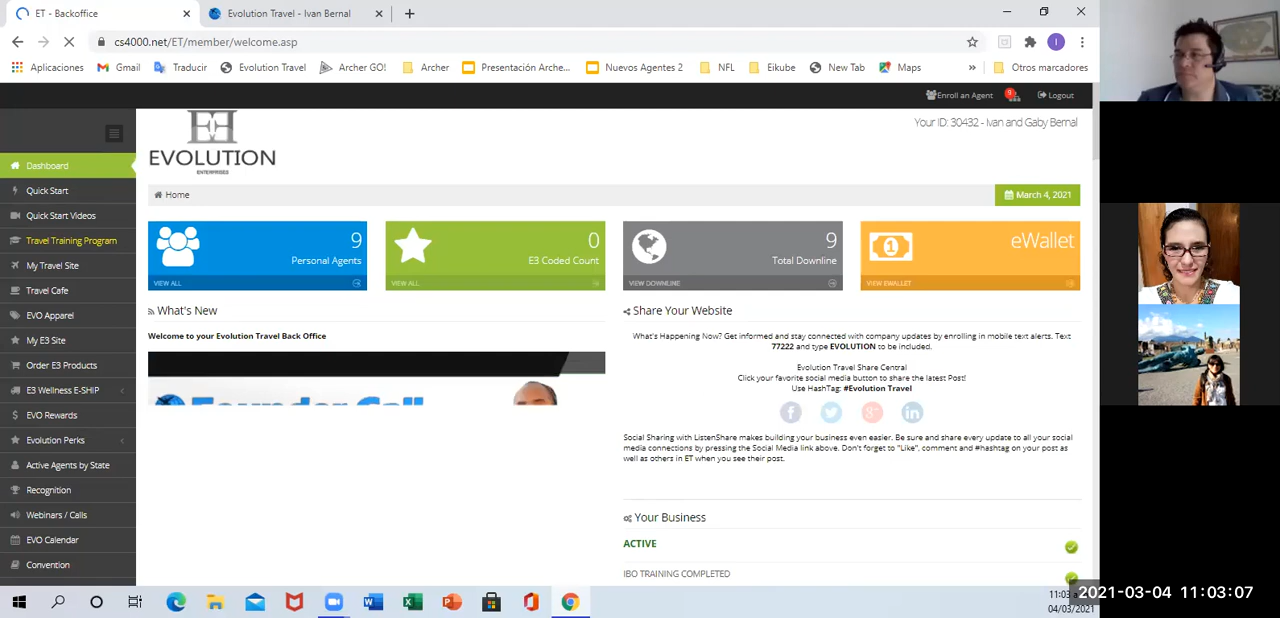 ET - Backoffice
Evolution Travel - Ivan Bernal
cs4000.net/ET/member/welcome.asp
I
Aplicaciones
Gmail
Traducir
Evolution Travel
Archer GO!
Archer
Presentación Arche...
Nuevos Agentes 2
NFL
Eikube
New Tab
Maps
»
Otros marcadores
Enroll an Agent
9
Logout
Your ID: 30432 - Ivan and Gaby Bernal
EVOLUTION
ENTERPRISES
Home
March 4, 2021
Dashboard
Quick Start
Quick Start Videos
Travel Training Program
My Travel Site
Travel Cafe
EVO Apparel
My E3 Site
Order E3 Products
E3 Wellness E-SHIP
EVO Rewards
Evolution Perks
Active Agents by State
Recognition
Webinars / Calls
EVO Calendar
Convention
9
Personal Agents
VIEW ALL
0
E3 Coded Count
VIEW ALL
9
Total Downline
VIEW DOWNLINE
eWallet
VIEW EWALLET
What's New
Welcome to your Evolution Travel Back Office
Founder Call
Share Your Website
What's Happening Now? Get informed and stay connected with company updates by enrolling in mobile text alerts. Text
77222 and type EVOLUTION to be included.
Evolution Travel Share Central
Click your favorite social media button to share the latest Post!
Use HashTag: #Evolution Travel
Social Sharing with ListenShare makes building your business even easier. Be sure and share every update to all your social
media connections by pressing the Social Media link above. Don't forget to "Like", comment and #hashtag on your post as
well as others in ET when you see their post.
Your Business
ACTIVE
IBO TRAINING COMPLETED
11:03 a
04/03/2021
2021-03-04 11:03:07